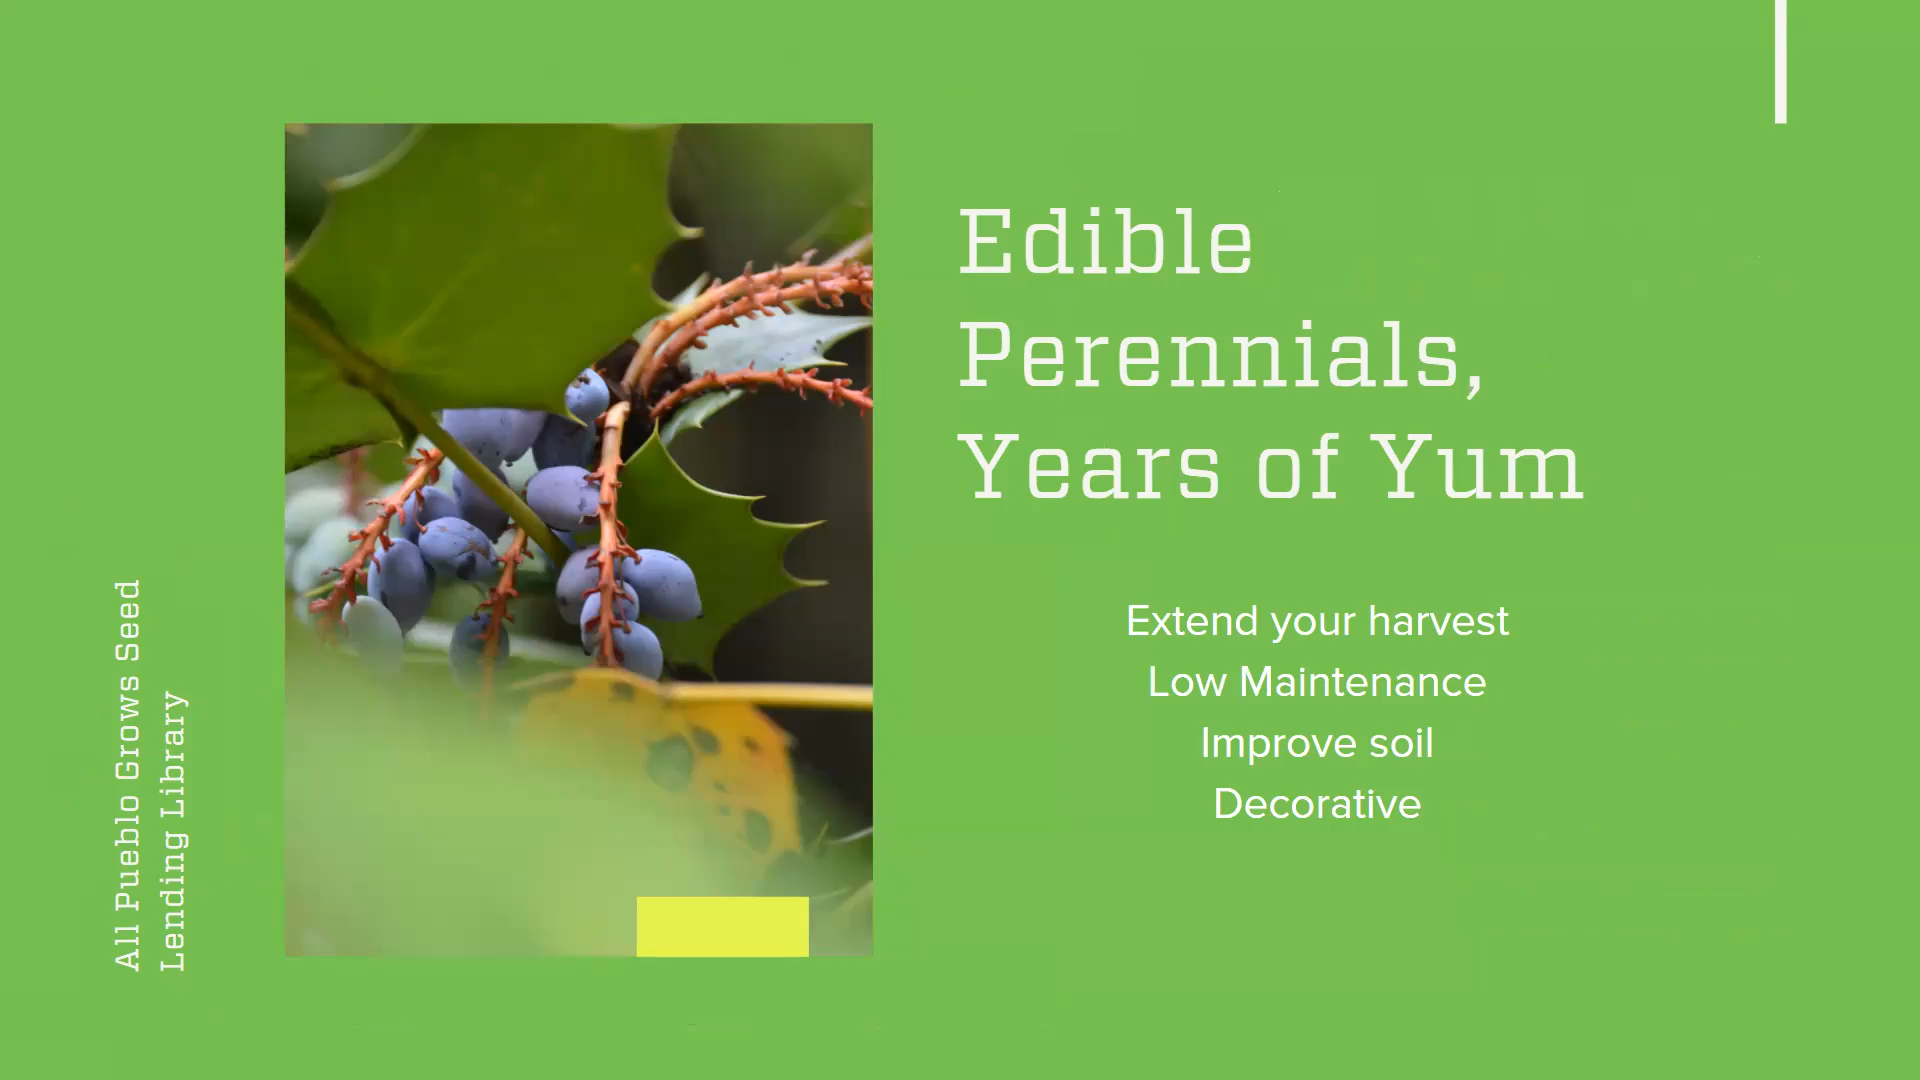 Edible
Perennials,
Years of Yum
Extend your harvest
Low Maintenance
Improve soil
Decorative
All Pueblo Grows Seed
Lending Library